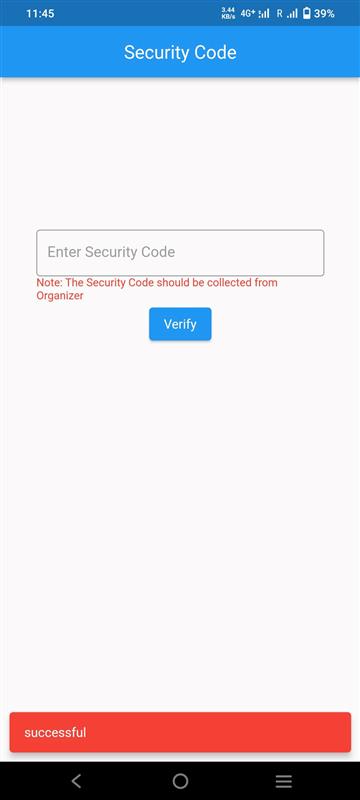 11:45
3.44 KB/s 4G+ R 39%
Security Code
Enter Security Code
Note: The Security Code should be collected from
Organizer
Verify
successful